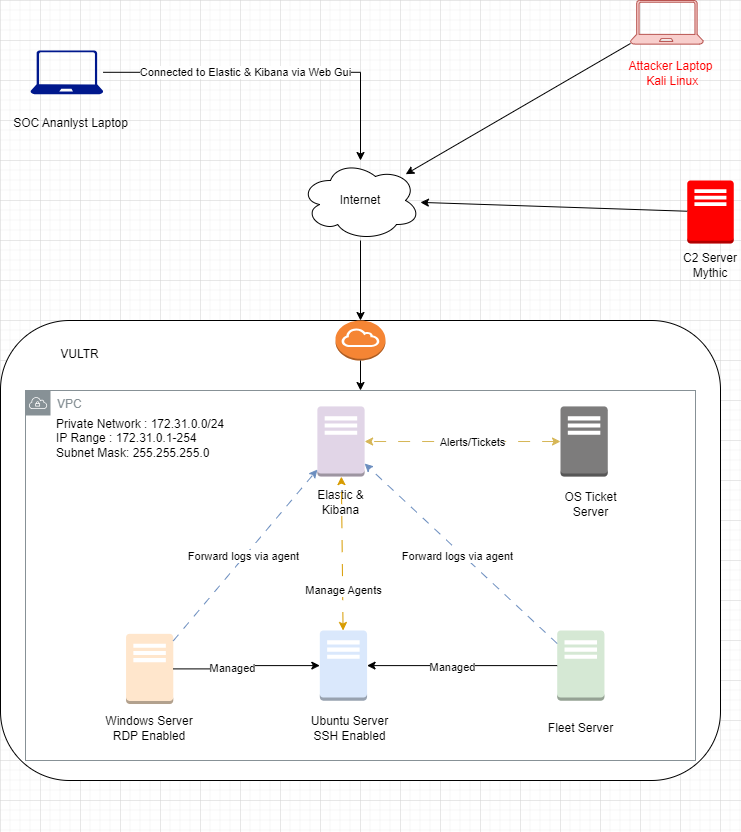 Connected to Elastic & Kibana via Web Gui
SOC Ananlyst Laptop
Attacker Laptop
Kali Linux
Internet
C2 Server
Mythic
VULTR
VPC
Private Network : 172.31.0.0/24
IP Range : 172.31.0.1-254
Subnet Mask: 255.255.255.0
Alerts/Tickets
Elastic &
Kibana
OS Ticket
Server
Forward logs via agent
Forward logs via agent
Manage Agents
Managed
Managed
Windows Server
RDP Enabled
Ubuntu Server
SSH Enabled
Fleet Server